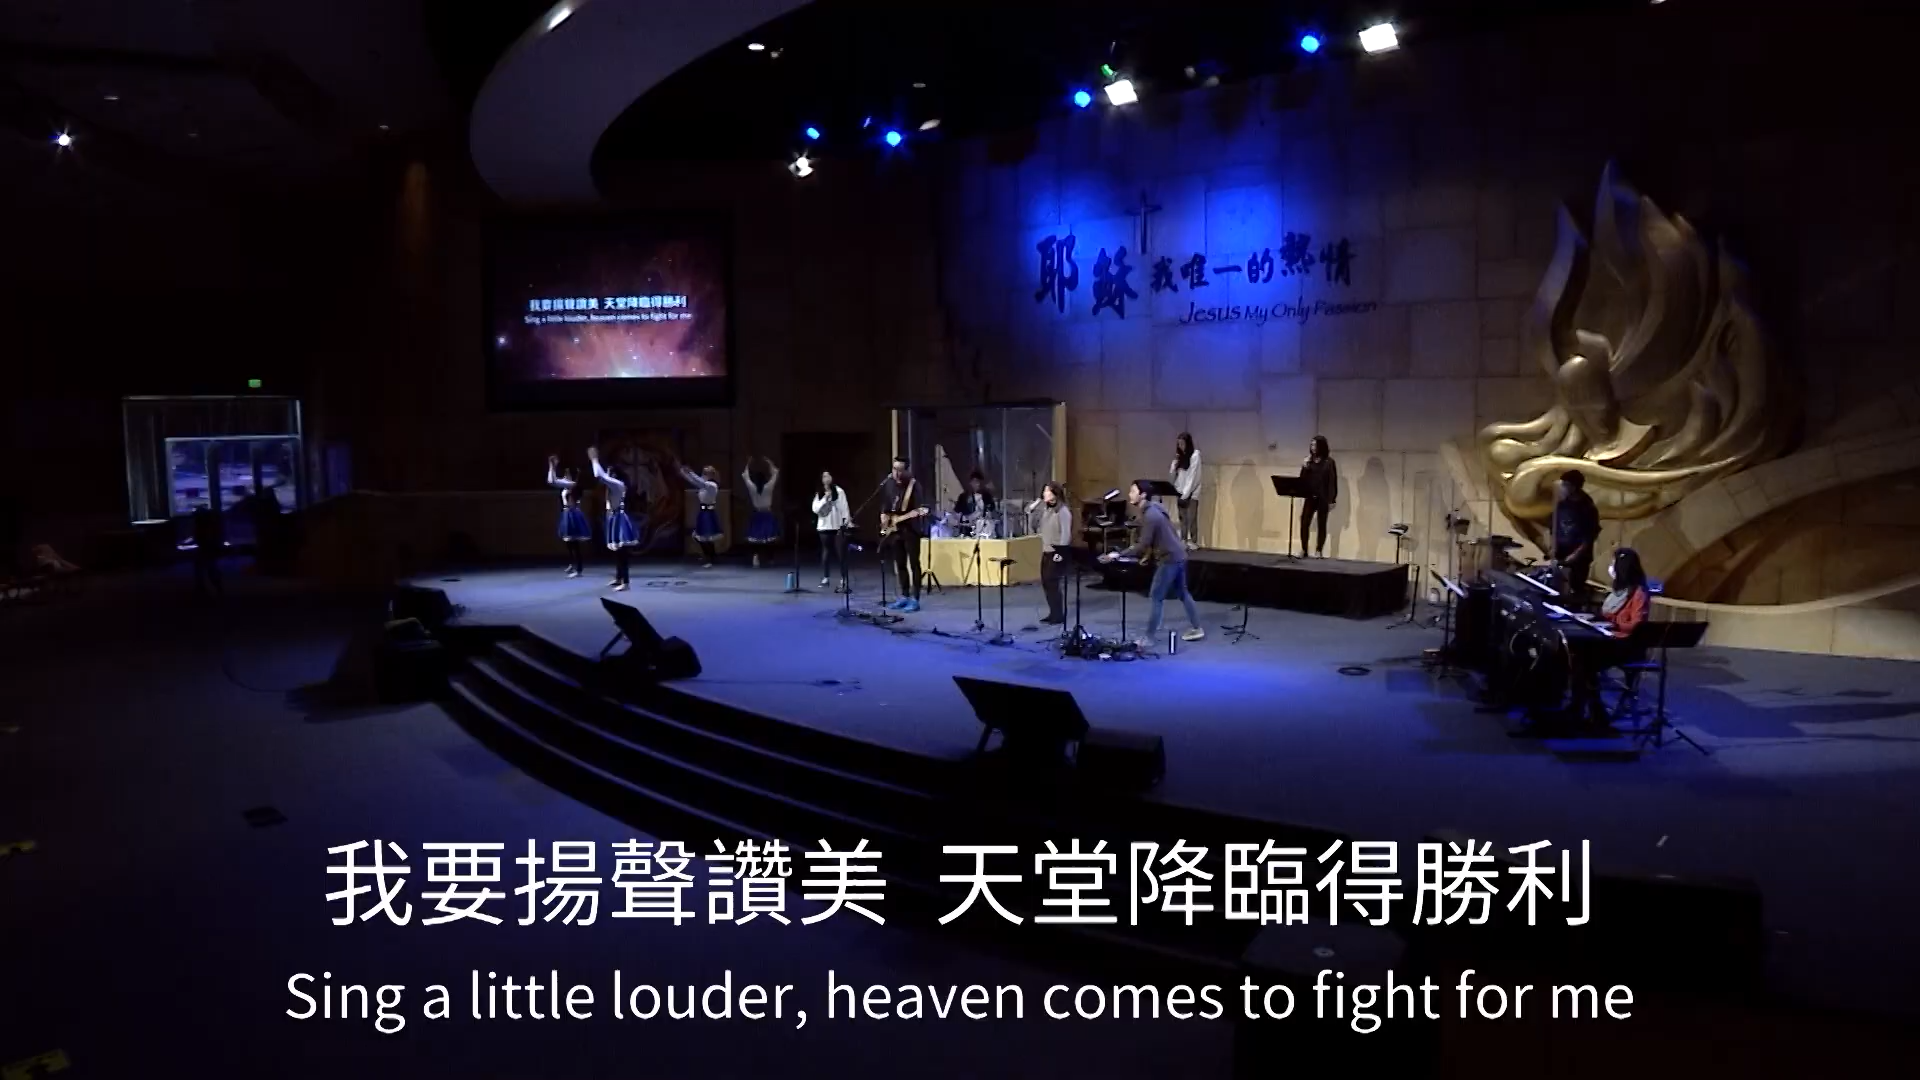 我要揚聲讚美 天堂降臨得勝利
Sing a little louder, heaven comes to fight for me
耶穌 我唯一的熱情
Jesus My Only Passion
我要揚聲讚美 天堂降臨得勝利
Sing a little louder, heaven comes to fight for me